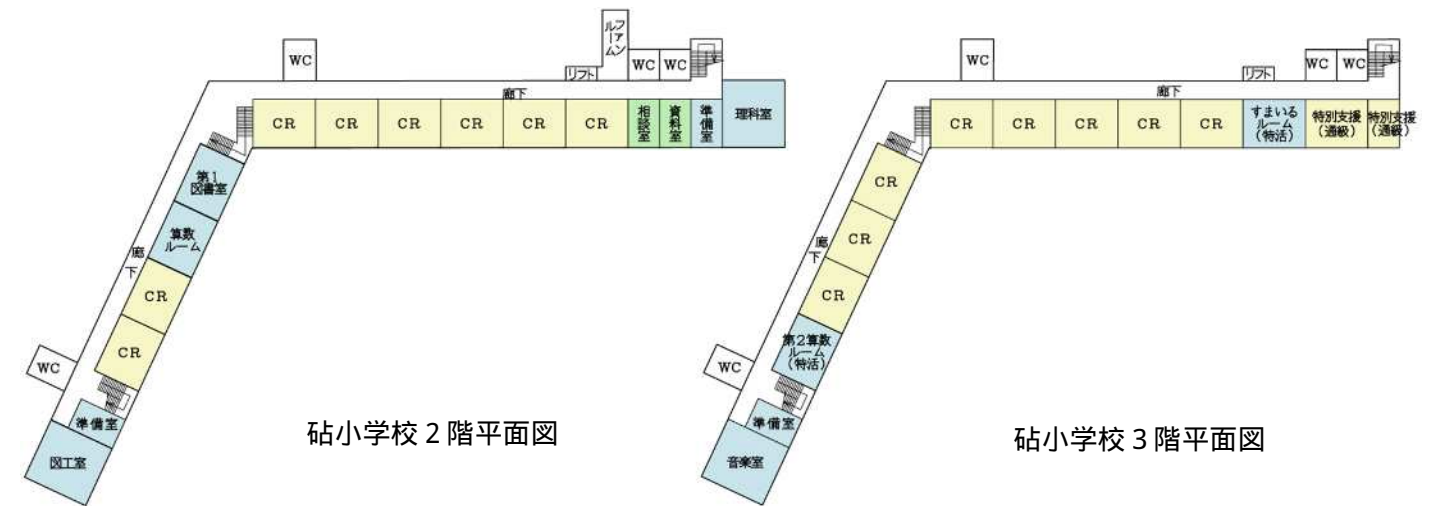 ファン
ルーム
WC
WC
WC
リフト
廊下
CR
CR
CR
CR
CR
CR
相談室
資料室
準備室
理科室
第1
図書室
算数
ルーム
廊下
CR
CR
WC
準備室
図工室
砧小学校2階平面図
WC
WC
WC
リフト
廊下
CR
CR
CR
CR
CR
すまいる
ルーム
(特活)
特別支援
(通級)
特別支援
(通級)
CR
CR
廊下
CR
第2算数
ルーム
(特活)
WC
準備室
音楽室
砧小学校3階平面図